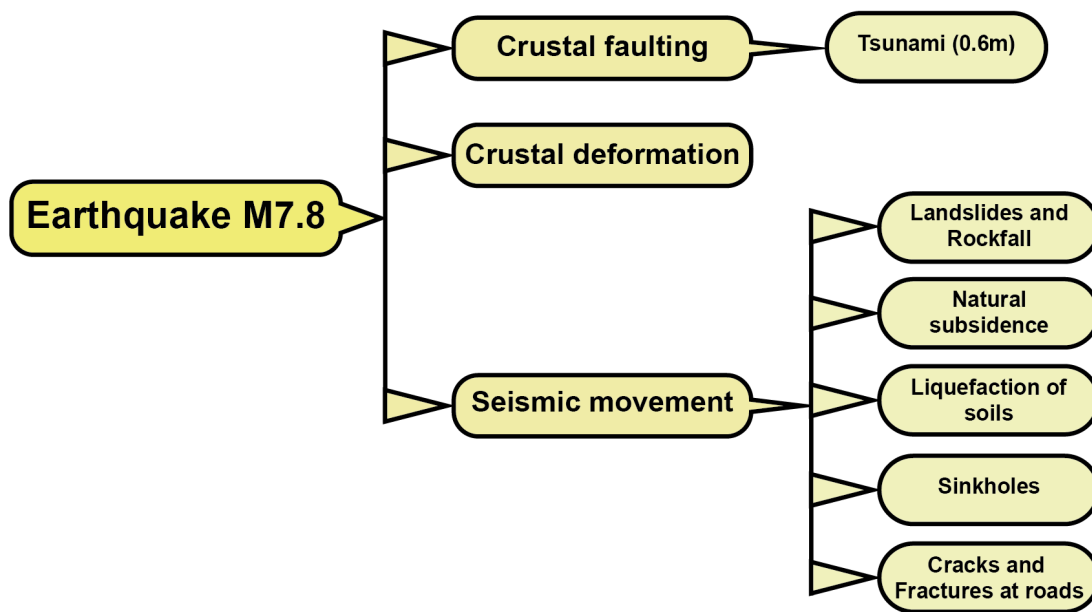 Earthquake M7.8
Crustal faulting
Tsunami (0.6m)
Crustal deformation
Seismic movement
Landslides and
Rockfall
Natural
subsidence
Liquefaction of
soils
Sinkholes
Cracks and
Fractures at roads